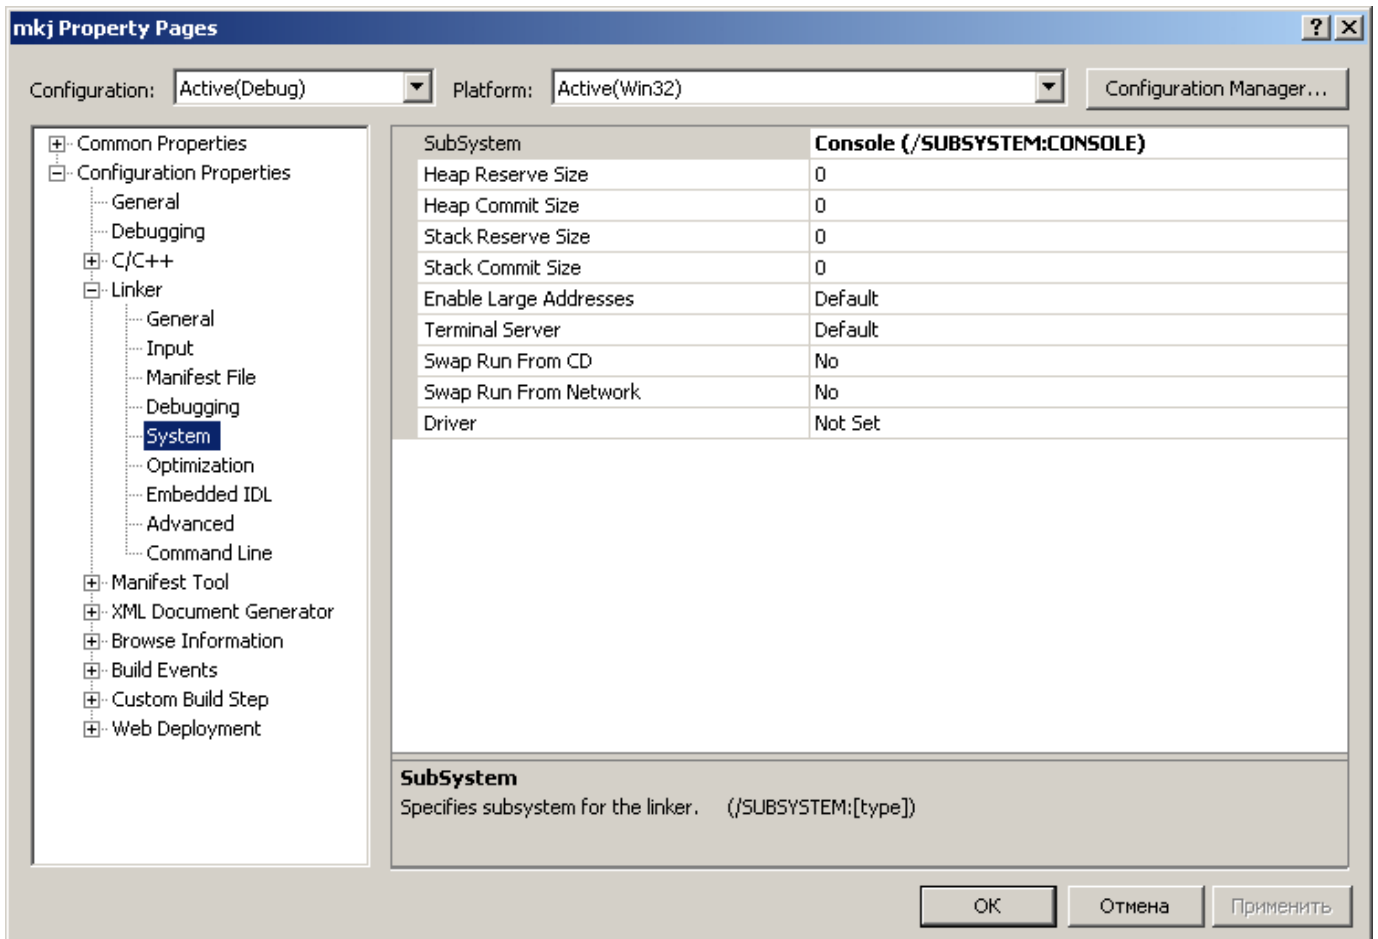 mkj Property Pages
Configuration: Active(Debug) Platform: Active(Win32) Configuration Manager...
Common Properties
Configuration Properties
General
Debugging
C/C++
Linker
General
Input
Manifest File
Debugging
System
Optimization
Embedded IDL
Advanced
Command Line
Manifest Tool
XML Document Generator
Browse Information
Build Events
Custom Build Step
Web Deployment
SubSystem Console (/SUBSYSTEM:CONSOLE)
Heap Reserve Size 0
Heap Commit Size 0
Stack Reserve Size 0
Stack Commit Size 0
Enable Large Addresses Default
Terminal Server Default
Swap Run From CD No
Swap Run From Network No
Driver Not Set
SubSystem
Specifies subsystem for the linker. (/SUBSYSTEM:[type])
OK Отмена Применить